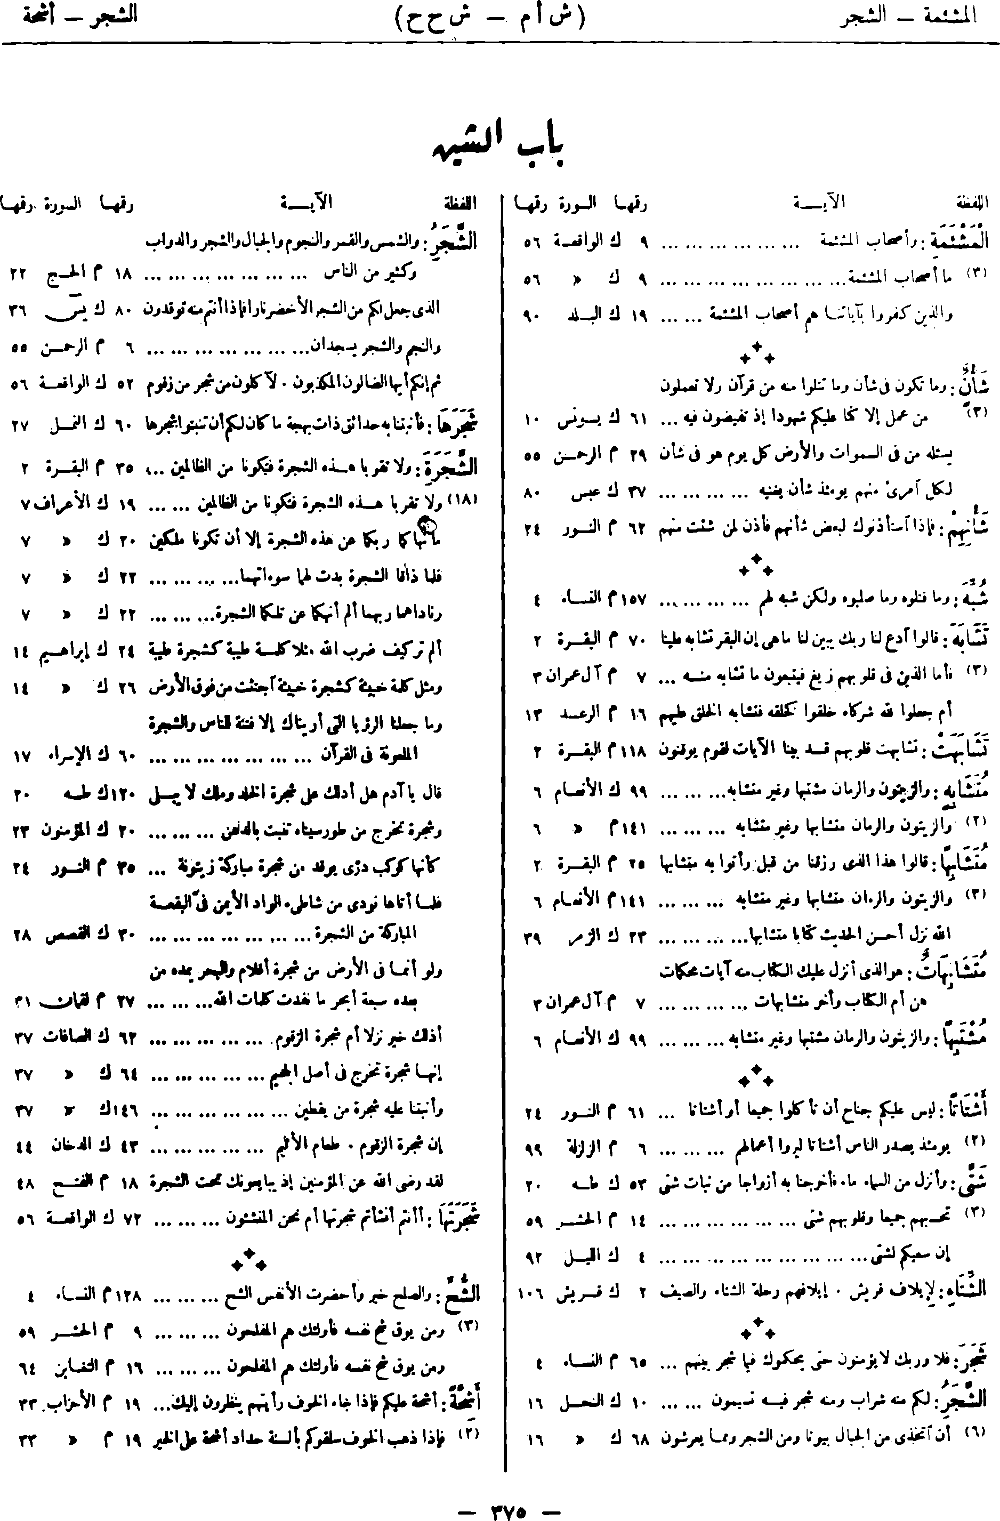 المشئمة – الشجر
(ش أ م – ش ح ح)
الشجر – أشحة
باب الشين
اللفظة الآيــة رقمها السورة رقمها
المَشْئَمَة : وأصحاب المشئمة ... ... ... ... ... ... ٩ ك الواقعة ٥٦
(٣) ما أصحاب المشئمة ... ... ... ... ... ... ... ... ٩ ك » ٥٦
والذين كفروا بآياتنا هم أصحاب المشئمة ... ... ١٩ ك البلد ٩٠
شَأْن : وما تكون فى شأن وما تتلوا منه من قرآن ولا تعملون
(٣) من عمل إلا كنا عليكم شهودا إذ تفيضون فيه ... ٦١ ك يونس ١٠
يسئله من فى السموات والأرض كل يوم هو فى شأن ٢٩ م الرحمن ٥٥
لكل آمرئ منهم يومئذ شأن يغنيه ... ... ... ... ٣٧ ك عبس ٨٠
شَأْنِهِمْ : فإذا آستأذنوك لبعض شأنهم فأذن لمن شئت منهم ٦٢ م النور ٢٤
شُبِّهَ : وما قتلوه وما صلبوه ولكن شبه لهم ... ... ... ... ١٥٧ م النساء ٤
تَشَابَهَ : قالوا آدع لنا ربك يبين لنا ما هى إن البقر تشابه علينا ٧٠ م البقرة ٢
(٣) فأما الذين فى قلوبهم زيغ فيتبعون ما تشابه منــه ... ٧ م آل عمران ٣
أم جعلوا لله شركاء خلقوا كخلقه فتشابه الخلق عليهم ١٦ م الرعد ١٣
تَشَابَهَتْ : تشابهت قلوبهم قــد بينا الآيات لقوم يوقنون ١١٨ م البقرة ٢
مُتَشَابِهٍ : والزيتون والرمان مشتبها وغير متشابه ... ... ... ٩٩ ك الأنعام ٦
(٢) والزيتون والرمان متشابها وغير متشابه ... ... ... ١٤١ م » ٦
مُتَشَابِهًا : قالوا هذا الذى رزقنا من قبل وأتوا به متشابها ٢٥ م البقرة ٢
(٣) والزيتون والرمان متشابها وغير متشابه ... ... ... ١٤١ م الأنعام ٦
الله نزل أحسن الحديث كتابا متشابها ... ... ... ... ٢٣ ك الزمر ٣٩
مُتَشَابِهَاتٌ : هو الذى أنزل عليك الكتاب منه آيات محكمات
هن أم الكتاب وأخر متشابهات ... ... ... ... ٧ م آل عمران ٣
مُشْتَبِهًا : والزيتون والرمان مشتبها وغير متشابه ... ... ... ٩٩ ك الأنعام ٦
أَشْتَاتًا : ليس عليكم جناح أن تأكلوا جميعا أو أشتاتا ... ٦١ م النور ٢٤
(٢) يومئذ يصدر الناس أشتاتا ليروا أعمالهم ... ... ... ٦ م الزلزلة ٩٩
شَتَّى : وأنزل من السماء ماء فأخرجنا به أزواجا من نبات شتى ٥٣ ك طــه ٢٠
(٣) تحسبهم جميعا وقلوبهم شتى ... ... ... ... ... ... ١٤ م الحشر ٥٩
إن سعيكم لشتى ... ... ... ... ... ... ... ... ... ٤ ك الليل ٩٢
الشِّتَاءِ : لإيلاف قريش ٠ إيلافهم رحلة الشتاء والصيف ٢ ك قريش ١٠٦
شَجَرَ : فلا وربك لا يؤمنون حتى يحكموك فيما شجر بينهم ... ٦٥ م النساء ٤
الشَّجَرُ : لكم منه شراب ومنه شجر فيــه تسيمون ... ... ١٠ ك النحل ١٦
(٦) أن آتخذى من الجبال بيوتا ومن الشجر ومما يعرشون ٦٨ ك » ١٦
اللفظة الآيــة رقمها السورة رقمها
الشَّجَرُ : والشمس والقمر والنجوم والجبال والشجر والدواب
وكثير من الناس ... ... ... ... ... ... ... ١٨ م الحج ٢٢
الذى جعل لكم من الشجر الأخضر نارا فإذا أنتم منه توقدون ٨٠ ك يس ٣٦
والنجم والشجر يسجدان ... ... ... ... ... ... ... ٦ م الرحمن ٥٥
ثم إنكم أيها الضالون المكذبون ٠ لآكلون من شجر من زقوم ٥٢ ك الواقعة ٥٦
شَجَرَهَا : فأنبتنا به حدائق ذات بهجة ما كان لكم أن تنبتوا شجرها ٦٠ ك النمل ٢٧
الشَّجَرَةَ : ولا تقربا هــذه الشجرة فتكونا من الظالمين ... ٣٥ م البقرة ٢
(١٨) ولا تقربا هــذه الشجرة فتكونا من الظالمين ... ... ١٩ ك الأعراف ٧
ما نهاكما ربكما عن هذه الشجرة إلا أن تكونا ملكين ٢٠ ك » ٧
فلما ذاقا الشجرة بدت لهما سوءاتهما ... ... ... ... ٢٢ ك » ٧
وناداهما ربهما ألم أنهكما عن تلكما الشجرة ... ... ... ٢٢ ك » ٧
ألم تر كيف ضرب الله مثلا كلمــة طيبة كشجرة طيبة ٢٤ ك إبراهيم ١٤
ومثل كلمة خبيثة كشجرة خبيثة آجتثت من فوق الأرض ٢٦ ك » ١٤
وما جعلنا الرؤيا التى أريناك إلا فتنة للناس والشجرة
الملعونة فى القرآن ... ... ... ... ... ... ... ٦٠ ك الإسراء ١٧
قال يا آدم هل أدلك على شجرة الخلد وملك لا يبــلى ١٢٠ ك طــه ٢٠
وشجرة تخرج من طور سيناء تنبت بالدهن ... ... ... ٢٠ ك المؤمنون ٢٣
كأنها كوكب درى يوقد من شجرة مباركة زيتونة ... ٣٥ م النــور ٢٤
فلمــا أتاها نودى من شاطىء الواد الأيمن فى البقعــة
المباركة من الشجرة ... ... ... ... ... ... ... ٣٠ ك القصص ٢٨
ولو أنمــا فى الأرض من شجرة أقلام والبحر يمده من
بعده سبعة أبحر ما نفدت كلمات الله ... ... ... ٢٧ م لقمان ٣١
أذلك خير نزلا أم شجرة الزقوم ... ... ... ... ... ٦٢ ك الصافات ٣٧
إنهــا شجرة تخرج فى أصل الجحيم ... ... ... ... ... ٦٤ ك » ٣٧
وأنبتنا عليه شجرة من يقطين ... ... ... ... ... ... ١٤٦ ك » ٣٧
إن شجرة الزقوم ٠ طعام الأثيم ... ... ... ... ... ٤٣ ك الدخان ٤٤
لقد رضى الله عن المؤمنين إذ يبايعونك تحت الشجرة ١٨ م الفتــح ٤٨
شَجَرَتَهَا : أأنتم أنشأتم شجرتها أم نحن المنشئون ... ... ... ٧٢ ك الواقعة ٥٦
الشُّحَّ : والصلح خير وأحضرت الأنفس الشح ... ... ... ١٢٨ م النساء ٤
(٣) ومن يوق شح نفسه فأولئك هم المفلحون ... ... ... ٩ م الحشر ٥٩
ومن يوق شح نفسه فأولئك هم المفلحون ... ... ... ١٦ م التغابن ٦٤
أَشِحَّةً : أشحة عليكم فإذا جاء الخوف رأيتهم ينظرون إليك ... ١٩ م الأحزاب ٣٣
(٢) فإذا ذهب الخوف سلقوكم بألسنة حداد أشحة على الخير ١٩ م » ٣٣
— ٣٧٥ —